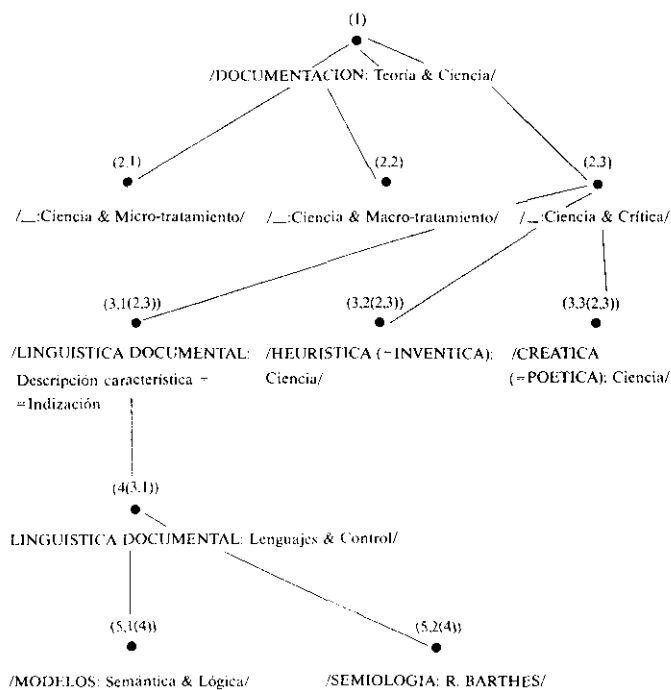 (1)
/DOCUMENTACION: Teoría & Ciencia/
(2,1) (2,2) (2,3)
/__:Ciencia & Micro-tratamiento/ /__:Ciencia & Macro-tratamiento/ /__:Ciencia & Crítica/
(3,1(2,3)) (3,2(2,3)) (3,3(2,3))
/LINGUISTICA DOCUMENTAL: /HEURISTICA (=INVENTICA): /CREATICA
Descripción característica = Ciencia/ (=POETICA): Ciencia/
=Indización
(4(3,1))
LINGUISTICA DOCUMENTAL: Lenguajes & Control/
(5,1(4)) (5,2(4))
/MODELOS: Semántica & Lógica/ /SEMIOLOGIA: R. BARTHES/